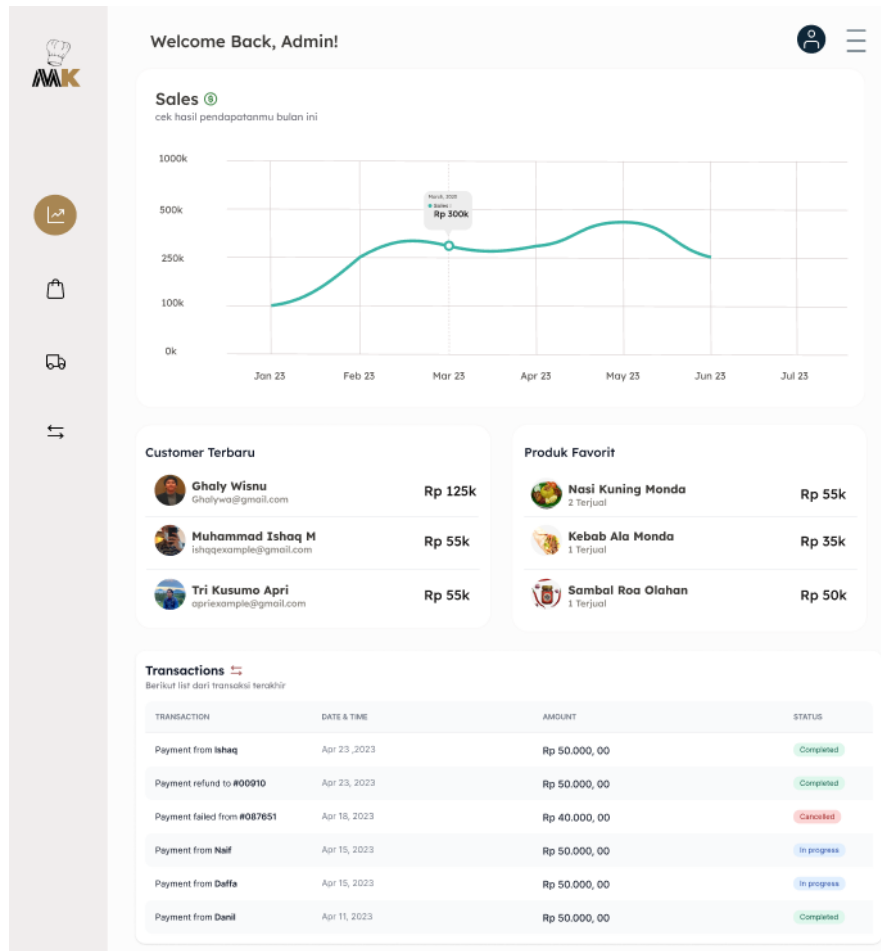 MK
Welcome Back, Admin!
Sales
cek hasil pendapatanmu bulan ini
1000k
500k
250k
100k
0k
March, 2023
Sales :
Rp 300k
Jan 23 Feb 23 Mar 23 Apr 23 May 23 Jun 23 Jul 23
Customer Terbaru
Ghaly Wisnu
Ghalywa@gmail.com
Rp 125k
Muhammad Ishaq M
ishaqexample@gmail.com
Rp 55k
Tri Kusumo Apri
apriexample@gmail.com
Rp 55k
Produk Favorit
Nasi Kuning Monda
2 Terjual
Rp 55k
Kebab Ala Monda
1 Terjual
Rp 35k
Sambal Roa Olahan
1 Terjual
Rp 50k
Transactions
Berikut list dari transaksi terakhir
TRANSACTION DATE & TIME AMOUNT STATUS
Payment from Ishaq Apr 23 ,2023 Rp 50.000, 00 Completed
Payment refund to #00910 Apr 23, 2023 Rp 50.000, 00 Completed
Payment failed from #087651 Apr 18, 2023 Rp 40.000, 00 Cancelled
Payment from Naif Apr 15, 2023 Rp 50.000, 00 In progress
Payment from Daffa Apr 15, 2023 Rp 50.000, 00 In progress
Payment from Danil Apr 11, 2023 Rp 50.000, 00 Completed